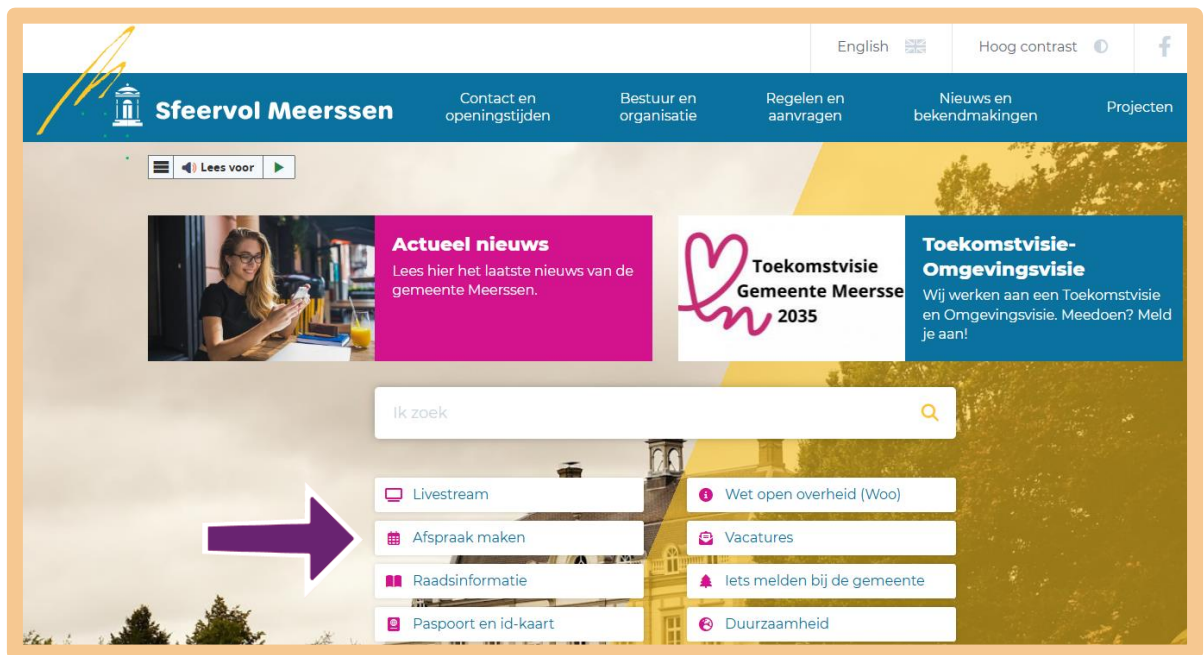 English
Hoog contrast
Sfeervol Meerssen
Contact en
openingstijden
Bestuur en
organisatie
Regelen en
aanvragen
Nieuws en
bekendmakingen
Projecten
Lees voor
Actueel nieuws
Lees hier het laatste nieuws van de
gemeente Meerssen.
Toekomstvisie
Gemeente Meersse
2035
Toekomstvisie-
Omgevingsvisie
Wij werken aan een Toekomstvisie
en Omgevingsvisie. Meedoen? Meld
je aan!
Ik zoek
Livestream
Afspraak maken
Raadsinformatie
Paspoort en id-kaart
Wet open overheid (Woo)
Vacatures
Iets melden bij de gemeente
Duurzaamheid